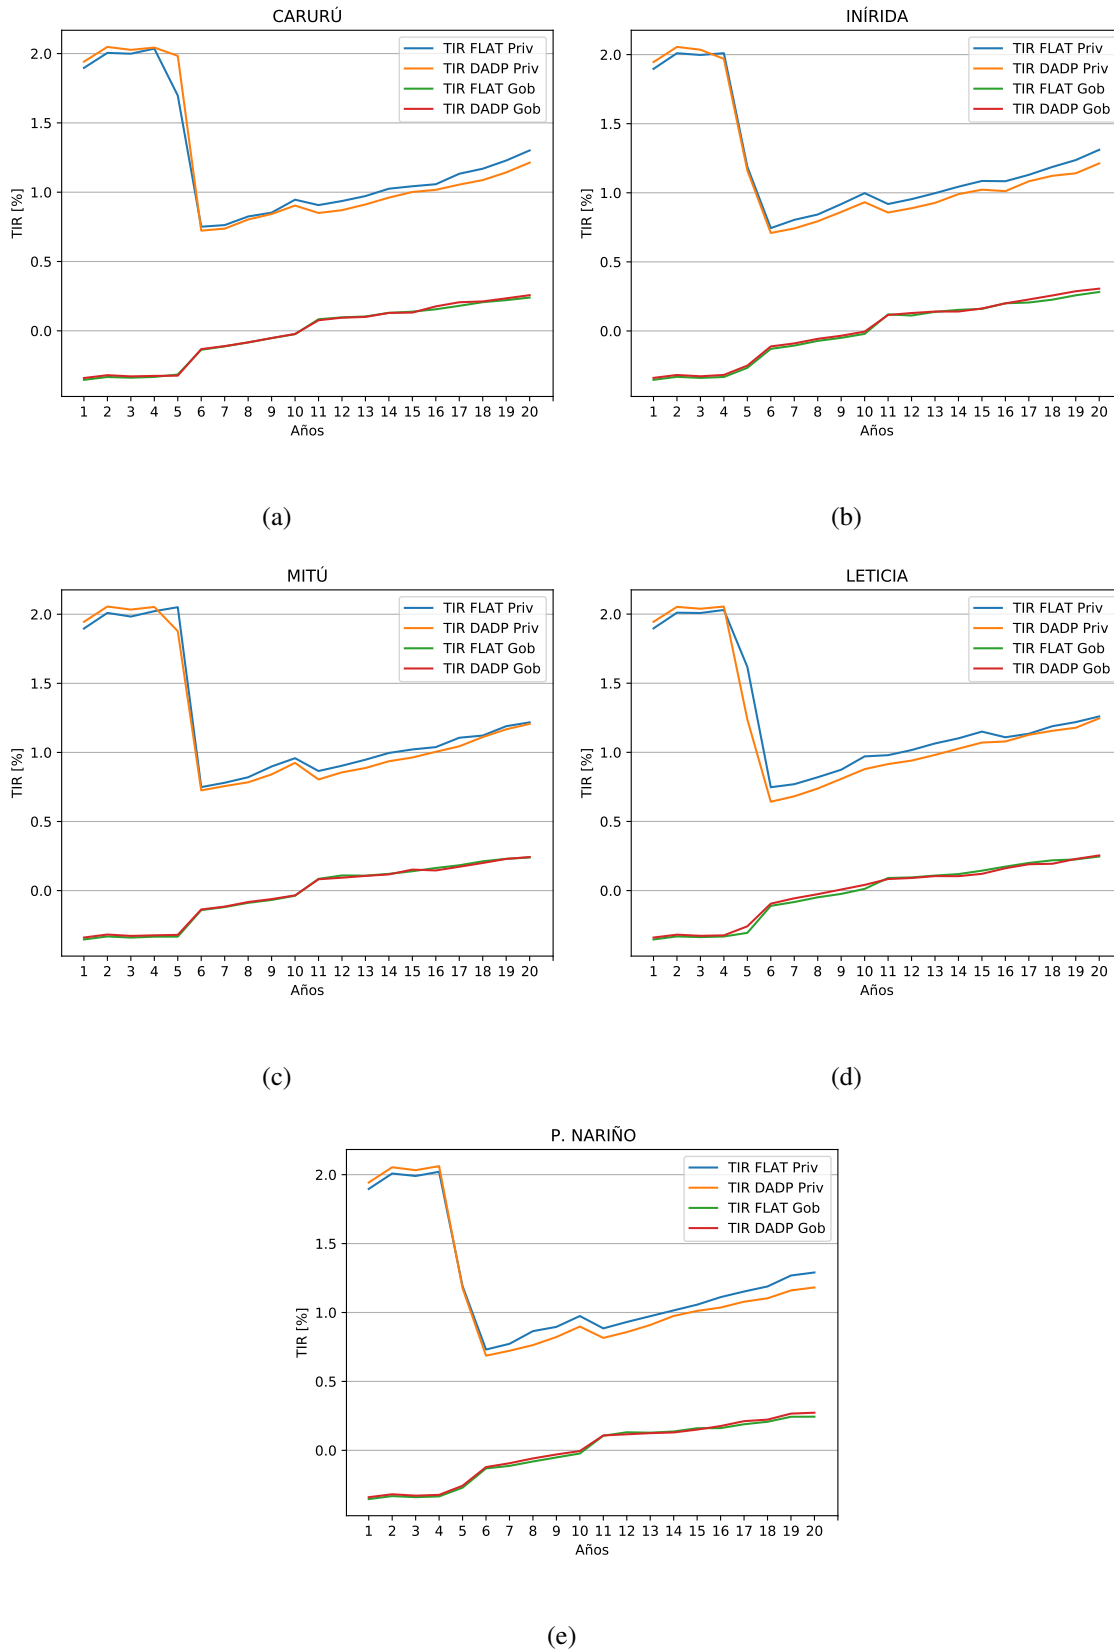 CARURÚ
TIR [%]
2.0
1.5
1.0
0.5
0.0
TIR FLAT Priv
TIR DADP Priv
TIR FLAT Gob
TIR DADP Gob
1 2 3 4 5 6 7 8 9 10 11 12 13 14 15 16 17 18 19 20
Años
(a)
INÍRIDA
TIR [%]
2.0
1.5
1.0
0.5
0.0
TIR FLAT Priv
TIR DADP Priv
TIR FLAT Gob
TIR DADP Gob
1 2 3 4 5 6 7 8 9 10 11 12 13 14 15 16 17 18 19 20
Años
(b)
MITÚ
TIR [%]
2.0
1.5
1.0
0.5
0.0
TIR FLAT Priv
TIR DADP Priv
TIR FLAT Gob
TIR DADP Gob
1 2 3 4 5 6 7 8 9 10 11 12 13 14 15 16 17 18 19 20
Años
(c)
LETICIA
TIR [%]
2.0
1.5
1.0
0.5
0.0
TIR FLAT Priv
TIR DADP Priv
TIR FLAT Gob
TIR DADP Gob
1 2 3 4 5 6 7 8 9 10 11 12 13 14 15 16 17 18 19 20
Años
(d)
P. NARIÑO
TIR [%]
2.0
1.5
1.0
0.5
0.0
TIR FLAT Priv
TIR DADP Priv
TIR FLAT Gob
TIR DADP Gob
1 2 3 4 5 6 7 8 9 10 11 12 13 14 15 16 17 18 19 20
Años
(e)